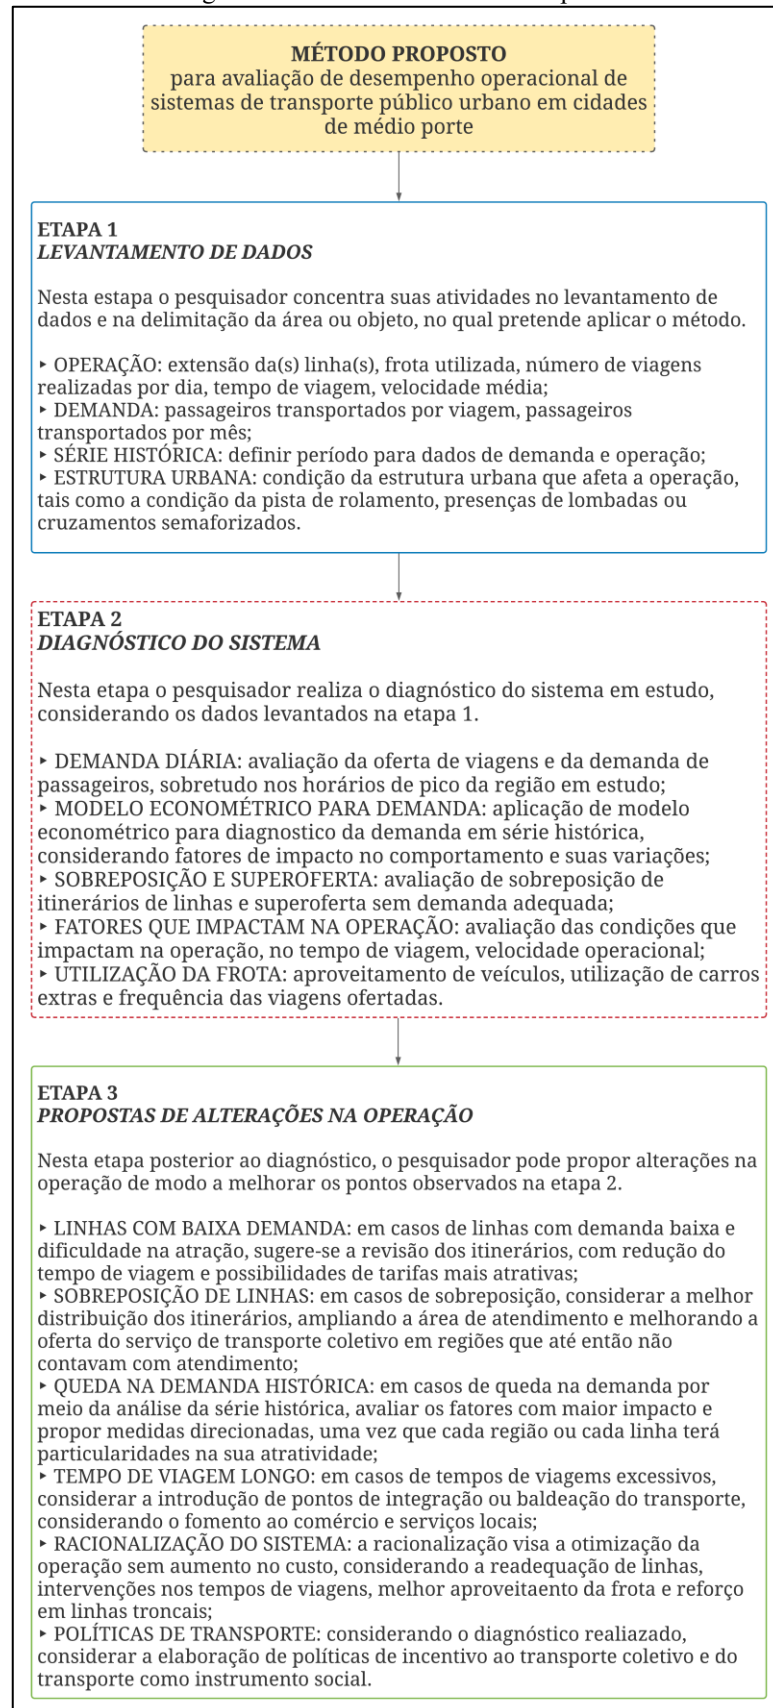 MÉTODO PROPOSTO
para avaliação de desempenho operacional de
sistemas de transporte público urbano em cidades
de médio porte
ETAPA 1
LEVANTAMENTO DE DADOS
Nesta estapa o pesquisador concentra suas atividades no levantamento de
dados e na delimitação da área ou objeto, no qual pretende aplicar o método.
‣ OPERAÇÃO: extensão da(s) linha(s), frota utilizada, número de viagens
realizadas por dia, tempo de viagem, velocidade média;
‣ DEMANDA: passageiros transportados por viagem, passageiros
transportados por mês;
‣ SÉRIE HISTÓRICA: definir período para dados de demanda e operação;
‣ ESTRUTURA URBANA: condição da estrutura urbana que afeta a operação,
tais como a condição da pista de rolamento, presenças de lombadas ou
cruzamentos semaforizados.
ETAPA 2
DIAGNÓSTICO DO SISTEMA
Nesta etapa o pesquisador realiza o diagnóstico do sistema em estudo,
considerando os dados levantados na etapa 1.
‣ DEMANDA DIÁRIA: avaliação da oferta de viagens e da demanda de
passageiros, sobretudo nos horários de pico da região em estudo;
‣ MODELO ECONOMÉTRICO PARA DEMANDA: aplicação de modelo
econométrico para diagnostico da demanda em série histórica,
considerando fatores de impacto no comportamento e suas variações;
‣ SOBREPOSIÇÃO E SUPEROFERTA: avaliação de sobreposição de
itinerários de linhas e superoferta sem demanda adequada;
‣ FATORES QUE IMPACTAM NA OPERAÇÃO: avaliação das condições que
impactam na operação, no tempo de viagem, velocidade operacional;
‣ UTILIZAÇÃO DA FROTA: aproveitamento de veículos, utilização de carros
extras e frequência das viagens ofertadas.
ETAPA 3
PROPOSTAS DE ALTERAÇÕES NA OPERAÇÃO
Nesta etapa posterior ao diagnóstico, o pesquisador pode propor alterações na
operação de modo a melhorar os pontos observados na etapa 2.
‣ LINHAS COM BAIXA DEMANDA: em casos de linhas com demanda baixa e
dificuldade na atração, sugere-se a revisão dos itinerários, com redução do
tempo de viagem e possibilidades de tarifas mais atrativas;
‣ SOBREPOSIÇÃO DE LINHAS: em casos de sobreposição, considerar a melhor
distribuição dos itinerários, ampliando a área de atendimento e melhorando a
oferta do serviço de transporte coletivo em regiões que até então não
contavam com atendimento;
‣ QUEDA NA DEMANDA HISTÓRICA: em casos de queda na demanda por
meio da análise da série histórica, avaliar os fatores com maior impacto e
propor medidas direcionadas, uma vez que cada região ou cada linha terá
particularidades na sua atratividade;
‣ TEMPO DE VIAGEM LONGO: em casos de tempos de viagems excessivos,
considerar a introdução de pontos de integração ou baldeação do transporte,
considerando o fomento ao comércio e serviços locais;
‣ RACIONALIZAÇÃO DO SISTEMA: a racionalização visa a otimização da
operação sem aumento no custo, considerando a readequação de linhas,
intervenções nos tempos de viagens, melhor aproveitaento da frota e reforço
em linhas troncais;
‣ POLÍTICAS DE TRANSPORTE: considerando o diagnóstico realiazado,
considerar a elaboração de políticas de incentivo ao transporte coletivo e do
transporte como instrumento social.